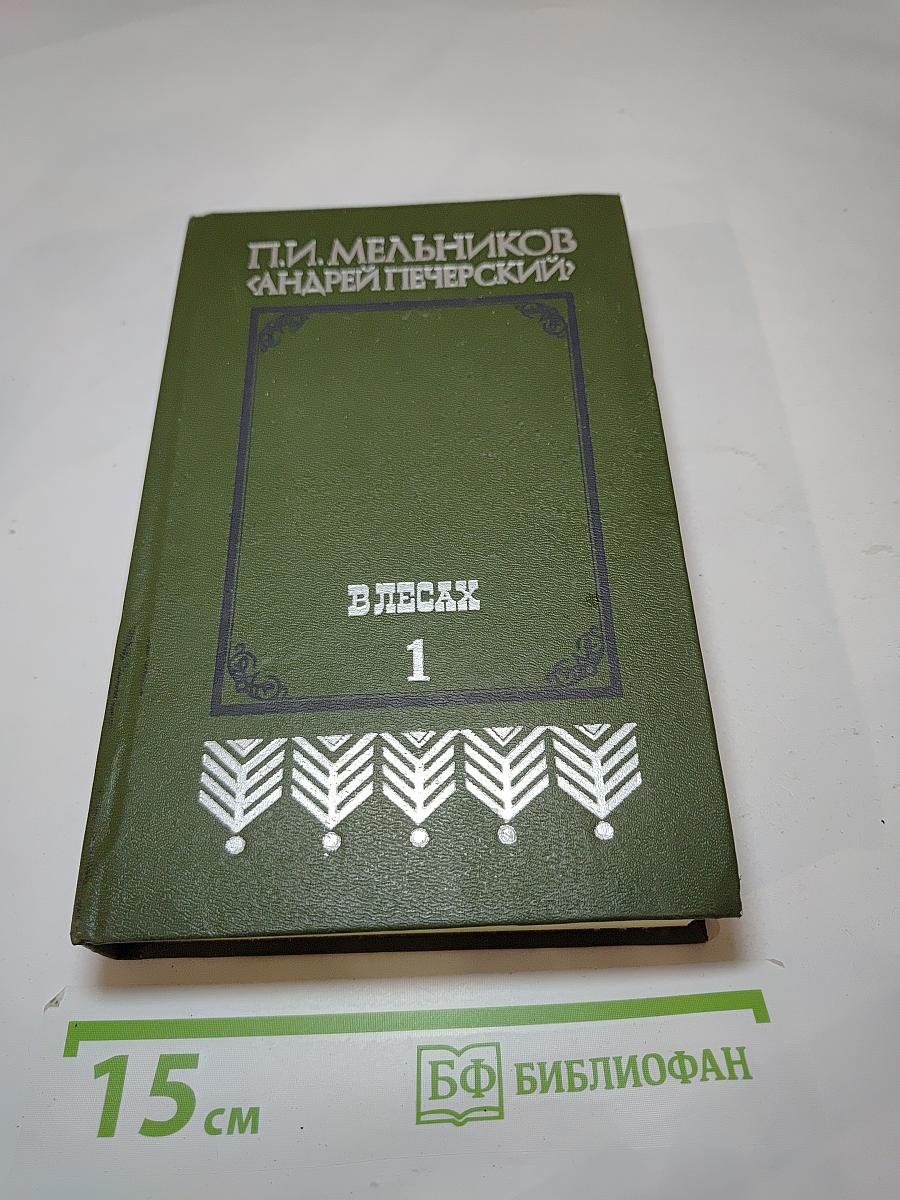 П.И. МЕЛЬНИКОВ
‹АНДРЕЙ ПЕЧЕРСКИЙ›
В ЛЕСАХ
1
15 СМ
БФ БИБЛИОФАН